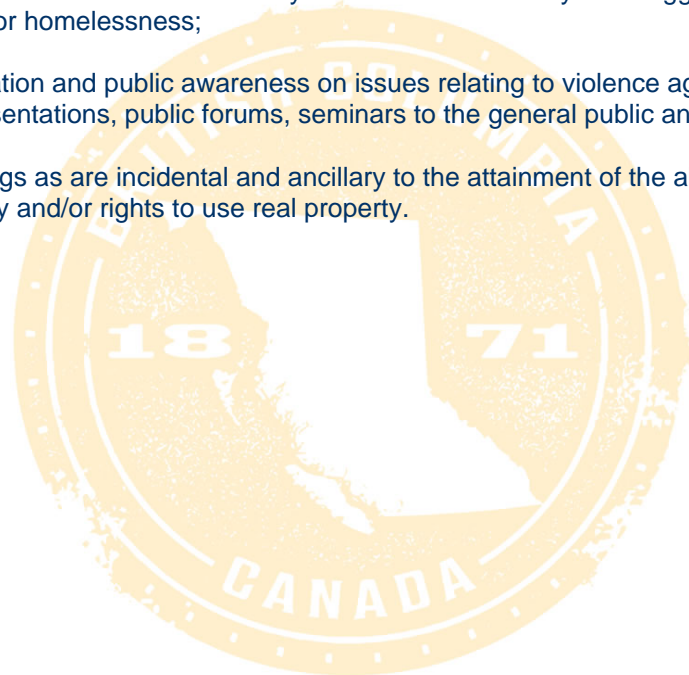 or homelessness;
tion and public awareness on issues relating to violence ag
sentations, public forums, seminars to the general public an
gs as are incidental and ancillary to the attainment of the a
y and/or rights to use real property.
BRITISH COLUMBIA
18 71
CANADA